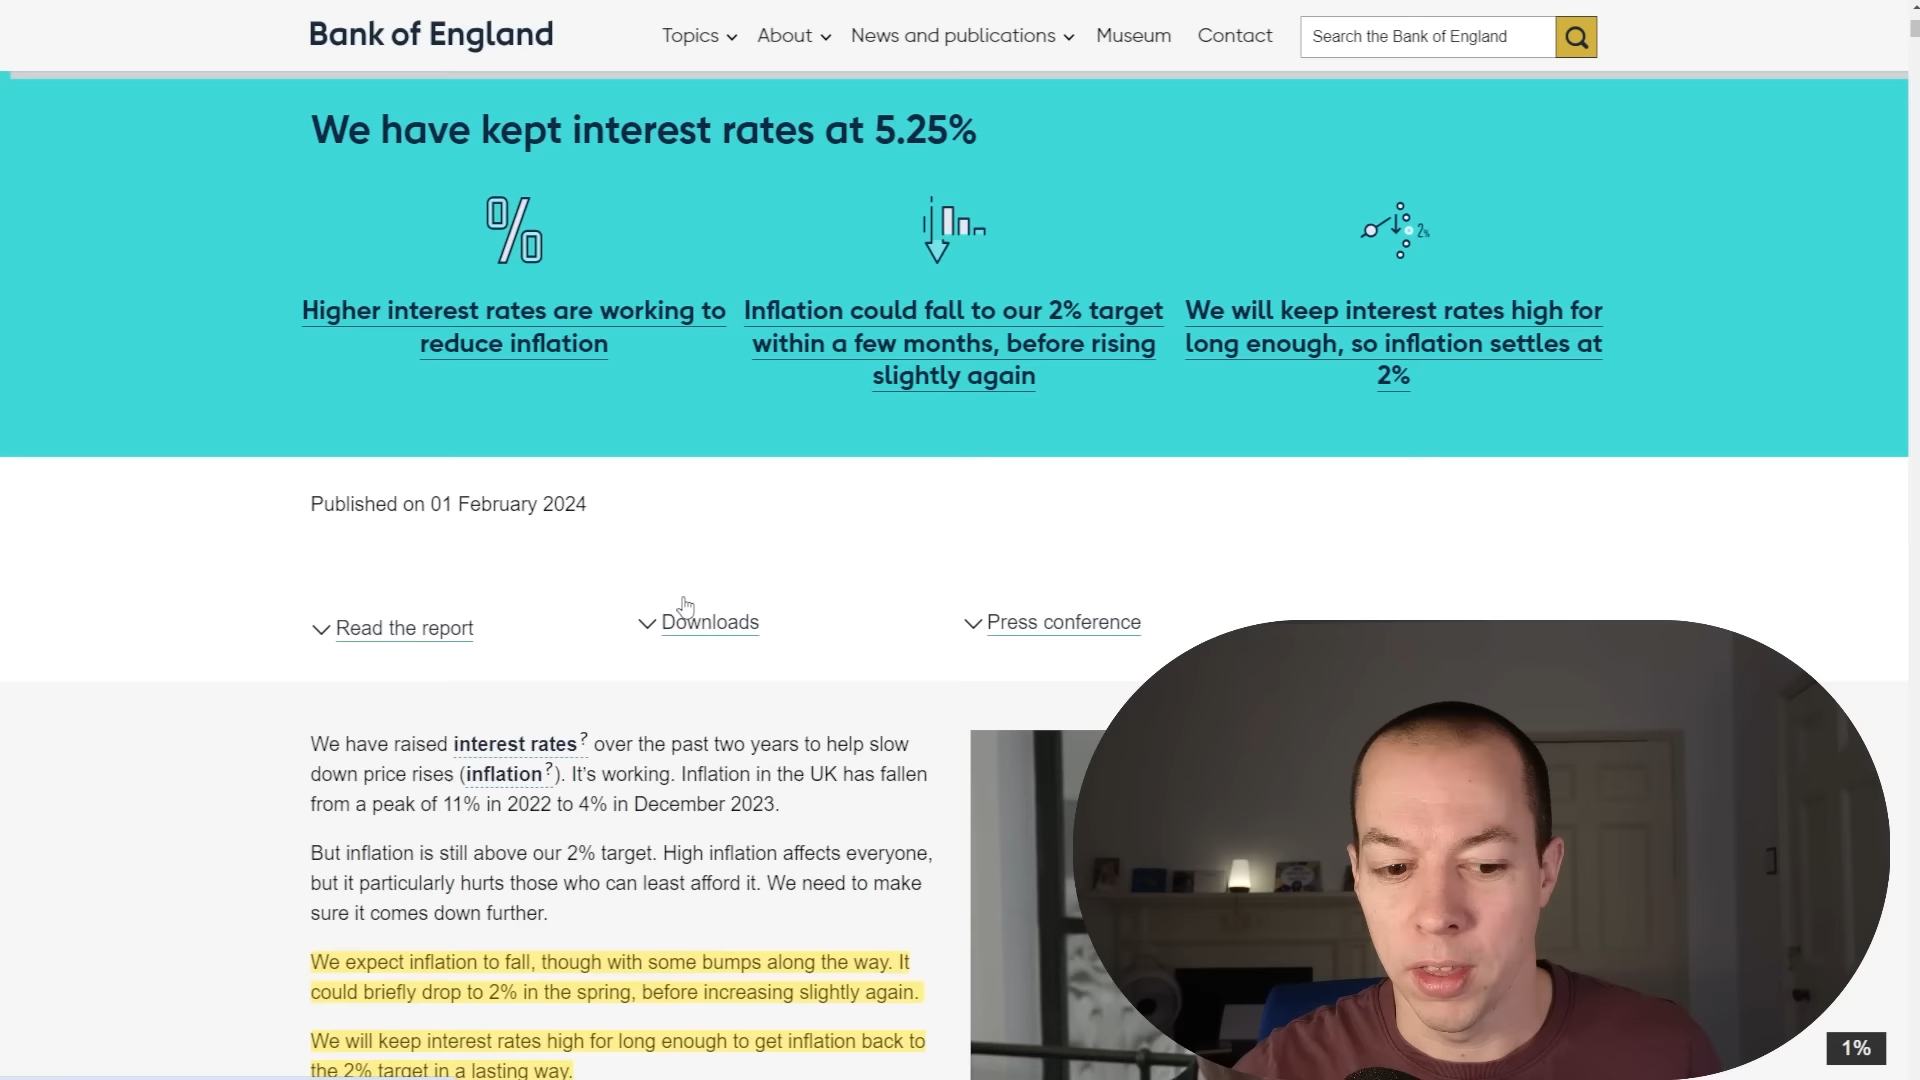 Bank of England
Topics
About
News and publications
Museum
Contact
Search the Bank of England
We have kept interest rates at 5.25%
2%
Higher interest rates are working to
reduce inflation
Inflation could fall to our 2% target
within a few months, before rising
slightly again
We will keep interest rates high for
long enough, so inflation settles at
2%
Published on 01 February 2024
Read the report
Downloads
Press conference
We have raised interest rates? over the past two years to help slow
down price rises (inflation?). It's working. Inflation in the UK has fallen
from a peak of 11% in 2022 to 4% in December 2023.
But inflation is still above our 2% target. High inflation affects everyone,
but it particularly hurts those who can least afford it. We need to make
sure it comes down further.
We expect inflation to fall, though with some bumps along the way. It
could briefly drop to 2% in the spring, before increasing slightly again.
We will keep interest rates high for long enough to get inflation back to
the 2% target in a lasting way.
1%